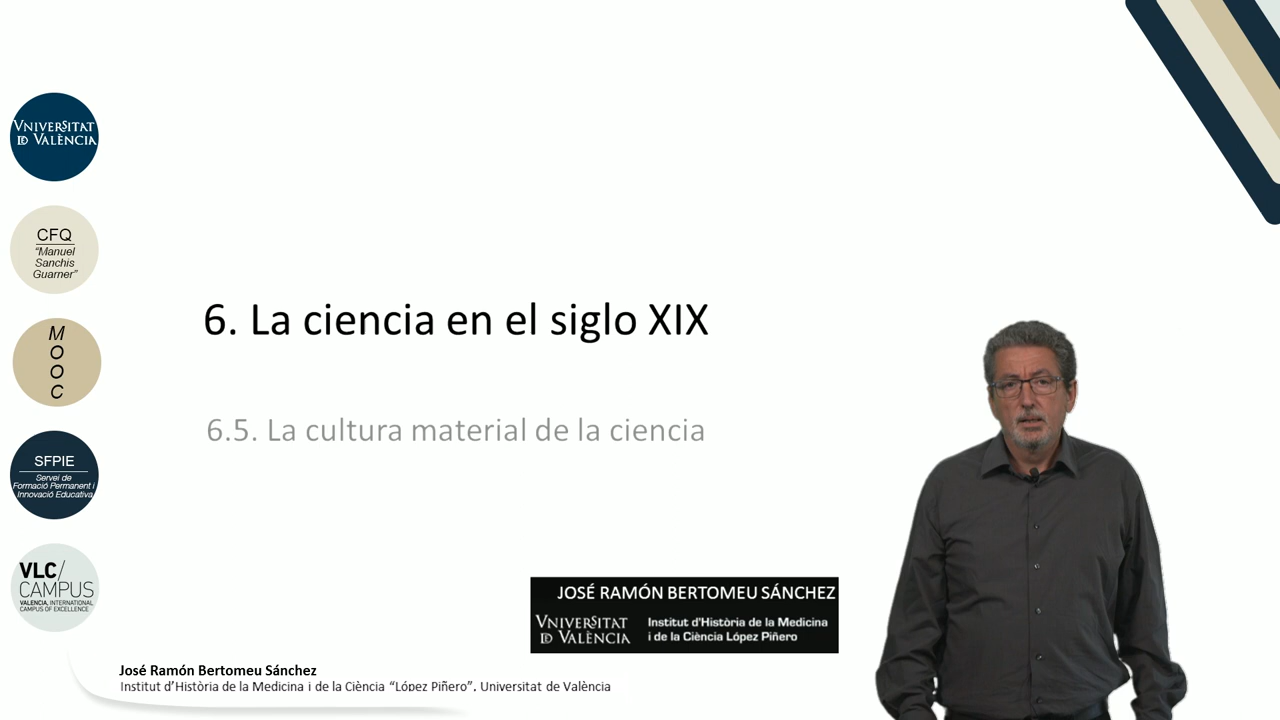 VNIVERSITAT
ID VALÈNCIA
CFQ
“Manuel
Sanchis
Guarner”
M
O
O
C
SFPIE
Servei de
Formació Permanent i
Innovació Educativa
VLC/
CAMPUS
VALENCIA, INTERNATIONAL
CAMPUS OF EXCELLENCE
6. La ciencia en el siglo XIX
6.5. La cultura material de la ciencia
JOSÉ RAMÓN BERTOMEU SÁNCHEZ
VNIVERSITAT
ID VALÈNCIA
Institut d'Història de la Medicina
i de la Ciència López Piñero
José Ramón Bertomeu Sánchez
Institut d’Història de la Medicina i de la Ciència “López Piñero”. Universitat de València